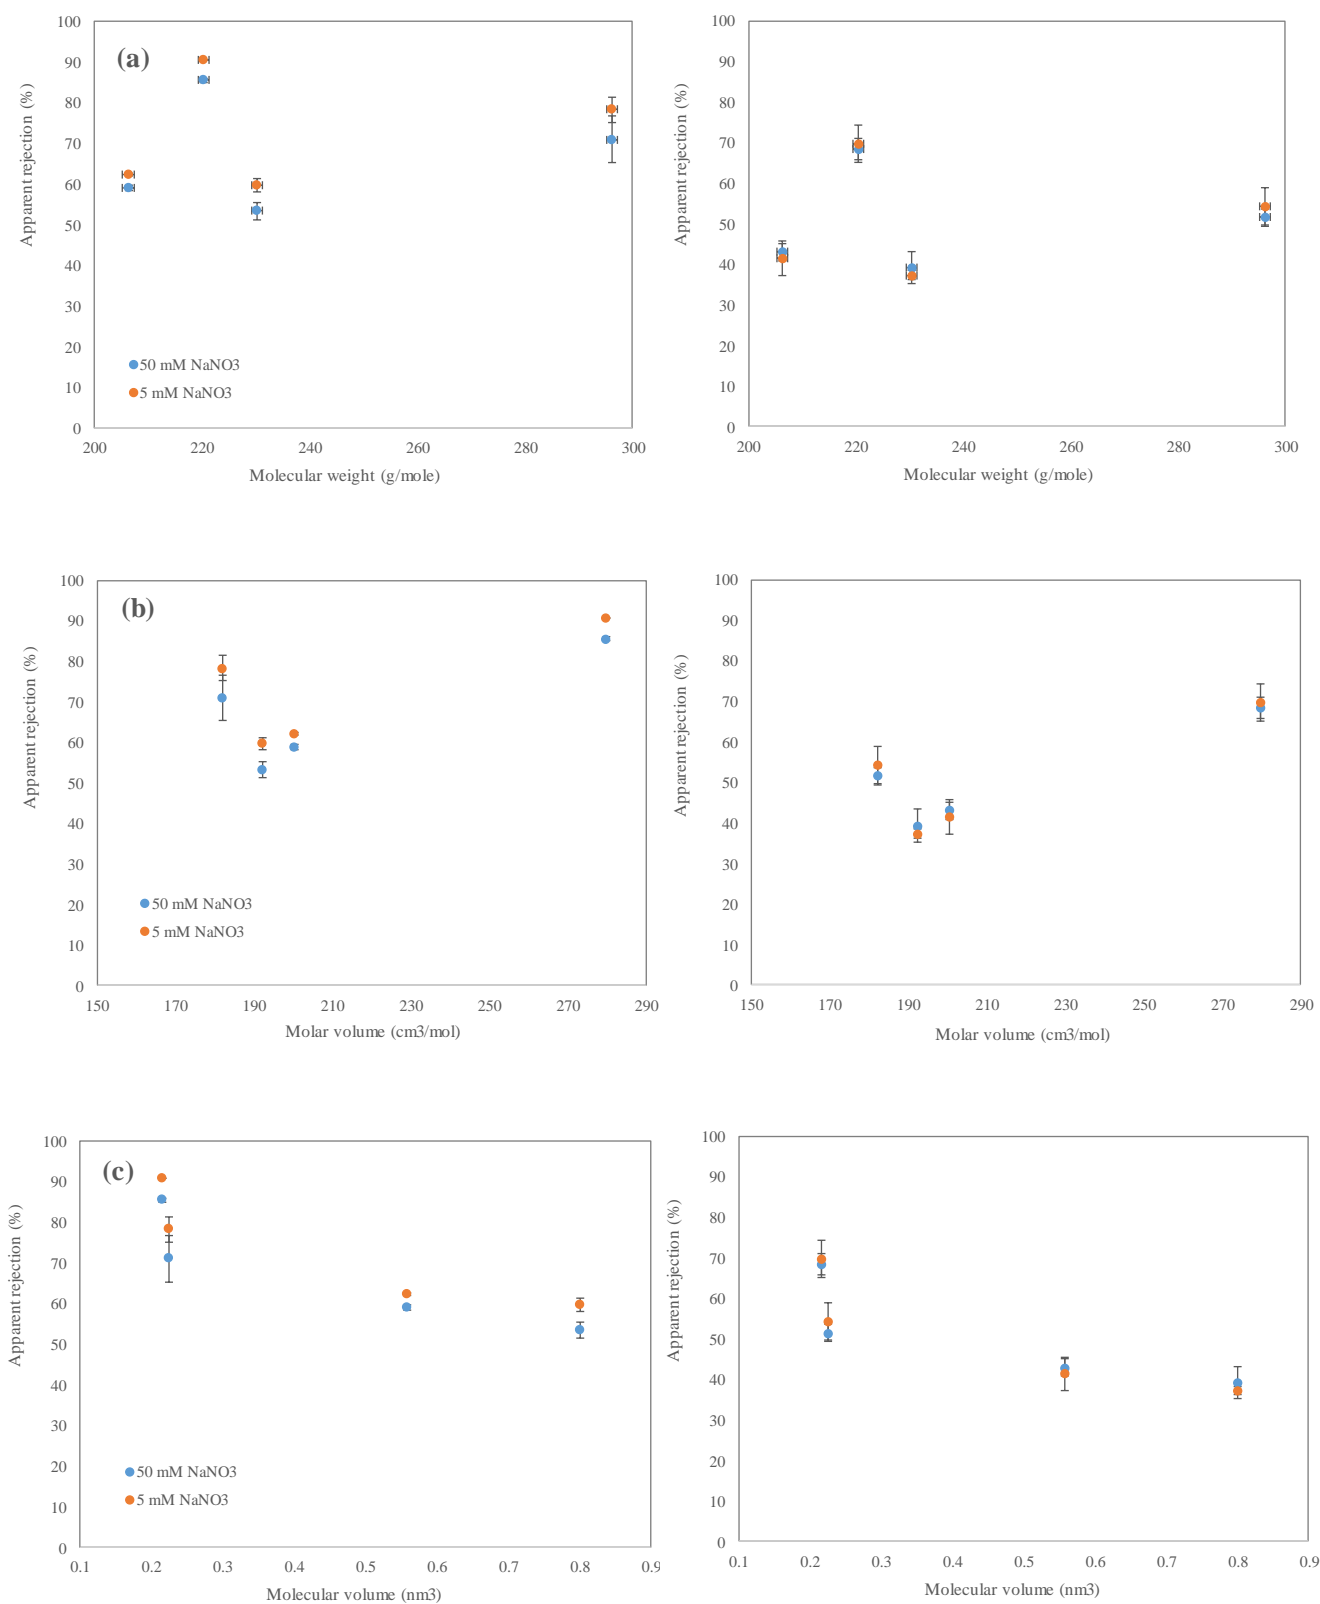 (a)
Apparent rejection (%)
100
90
80
70
60
50
40
30
20
10
0
50 mM NaNO3
5 mM NaNO3
200 220 240 260 280 300
Molecular weight (g/mole)
Apparent rejection (%)
100
90
80
70
60
50
40
30
20
10
0
200 220 240 260 280 300
Molecular weight (g/mole)
(b)
Apparent rejection (%)
100
90
80
70
60
50
40
30
20
10
0
50 mM NaNO3
5 mM NaNO3
150 170 190 210 230 250 270 290
Molar volume (cm3/mol)
Apparent rejection (%)
100
90
80
70
60
50
40
30
20
10
0
150 170 190 210 230 250 270 290
Molar volume (cm3/mol)
(c)
Apparent rejection (%)
100
90
80
70
60
50
40
30
20
10
0
50 mM NaNO3
5 mM NaNO3
0.1 0.2 0.3 0.4 0.5 0.6 0.7 0.8 0.9
Molecular volume (nm3)
Apparent rejection (%)
100
90
80
70
60
50
40
30
20
10
0
0.1 0.2 0.3 0.4 0.5 0.6 0.7 0.8 0.9
Molecular volume (nm3)